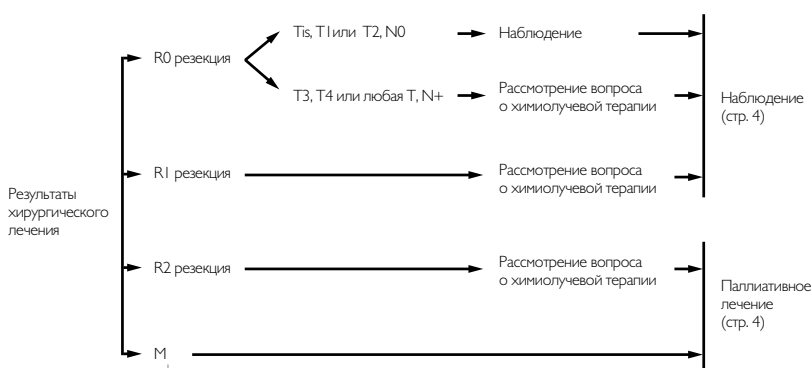 Tis, T1 или T2, N0
Наблюдение
R0 резекция
T3, T4 или любая T, N+
Рассмотрение вопроса
о химиолучевой терапии
Наблюдение
(стр. 4)
R1 резекция
Рассмотрение вопроса
о химиолучевой терапии
Результаты
хирургического
лечения
R2 резекция
Рассмотрение вопроса
о химиолучевой терапии
Паллиативное
лечение
(стр. 4)
M